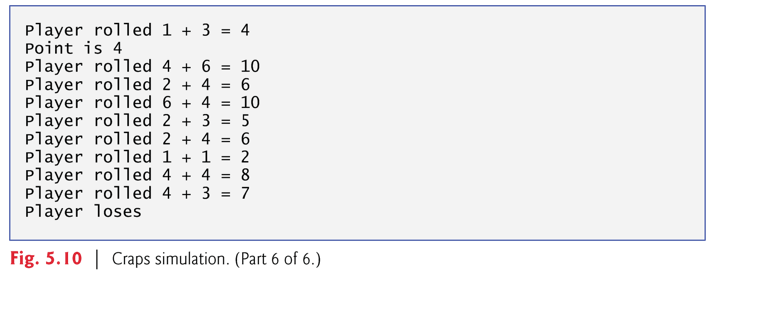 Player rolled 1 + 3 = 4
Point is 4
Player rolled 4 + 6 = 10
Player rolled 2 + 4 = 6
Player rolled 6 + 4 = 10
Player rolled 2 + 3 = 5
Player rolled 2 + 4 = 6
Player rolled 1 + 1 = 2
Player rolled 4 + 4 = 8
Player rolled 4 + 3 = 7
Player loses
Fig. 5.10 | Craps simulation. (Part 6 of 6.)